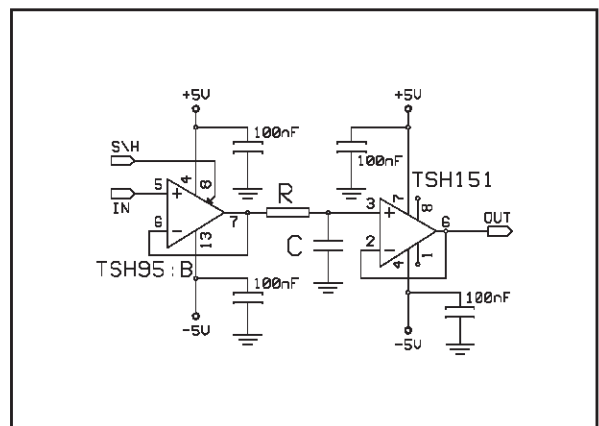 +5V
+5V
100nF
100nF
S\H
TSH151
4
8
7
8
5
+
IN
R
3
+
6
OUT
6
-
7
2
-
13
C
4
1
TSH95:B
100nF
100nF
-5V
-5V